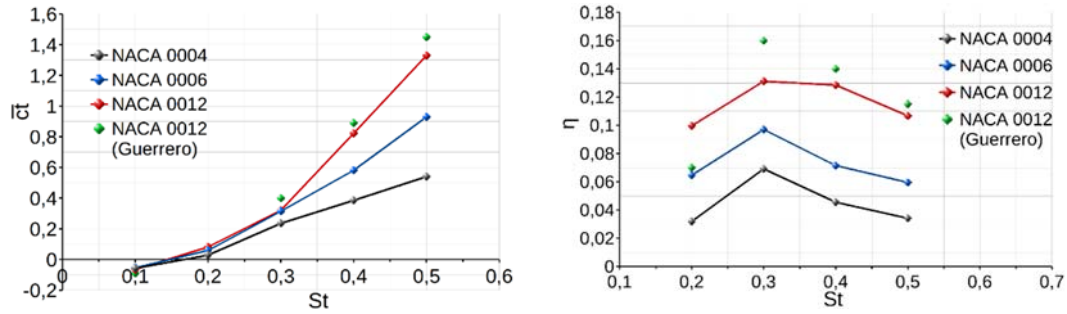 1,6
1,4
1,2
1
0,8
0,6
0,4
0,2
0
-0,2
c̅t̅
NACA 0004
NACA 0006
NACA 0012
NACA 0012
(Guerrero)
0 0,1 0,2 0,3 0,4 0,5 0,6
St
0,18
0,16
0,14
0,12
0,1
0,08
0,06
0,04
0,02
0
η
NACA 0004
NACA 0006
NACA 0012
NACA 0012
(Guerrero)
0,1 0,2 0,3 0,4 0,5 0,6 0,7
St